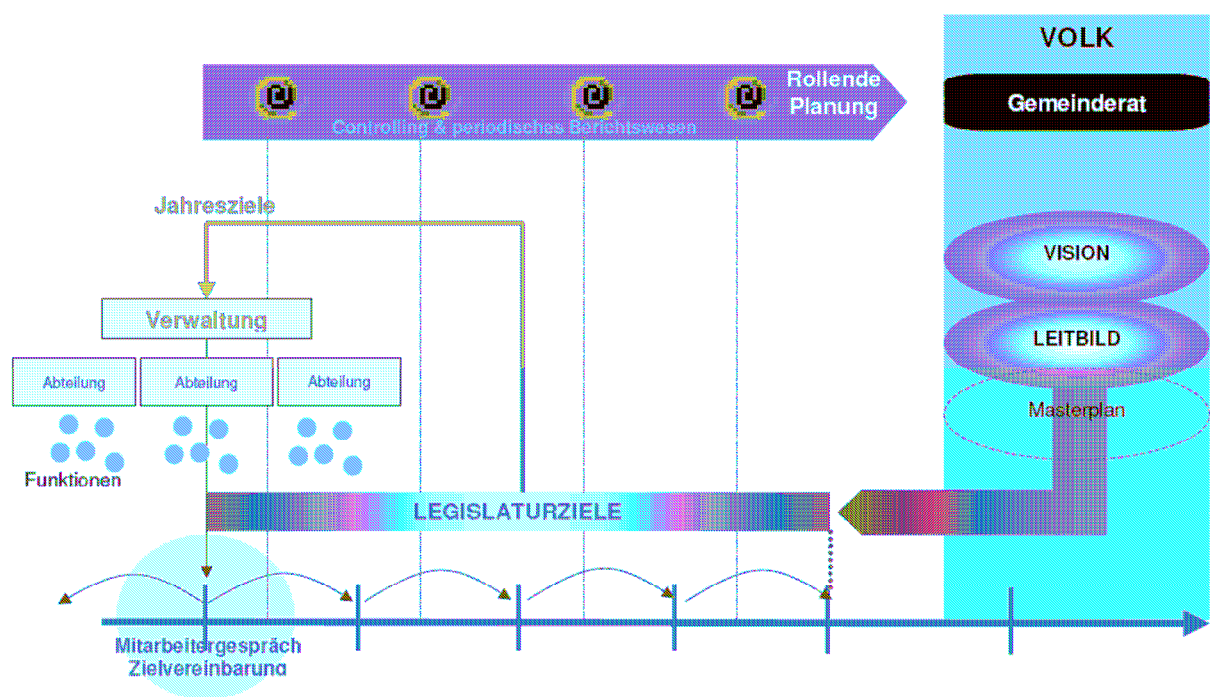 VOLK
Rollende
Planung
Gemeinderat
Controlling & periodisches Berichtswesen
Jahresziele
VISION
Verwaltung
LEITBILD
Abteilung
Abteilung
Abteilung
Masterplan
Funktionen
LEGISLATURZIELE
Mitarbeitergespräch
Zielvereinbarung